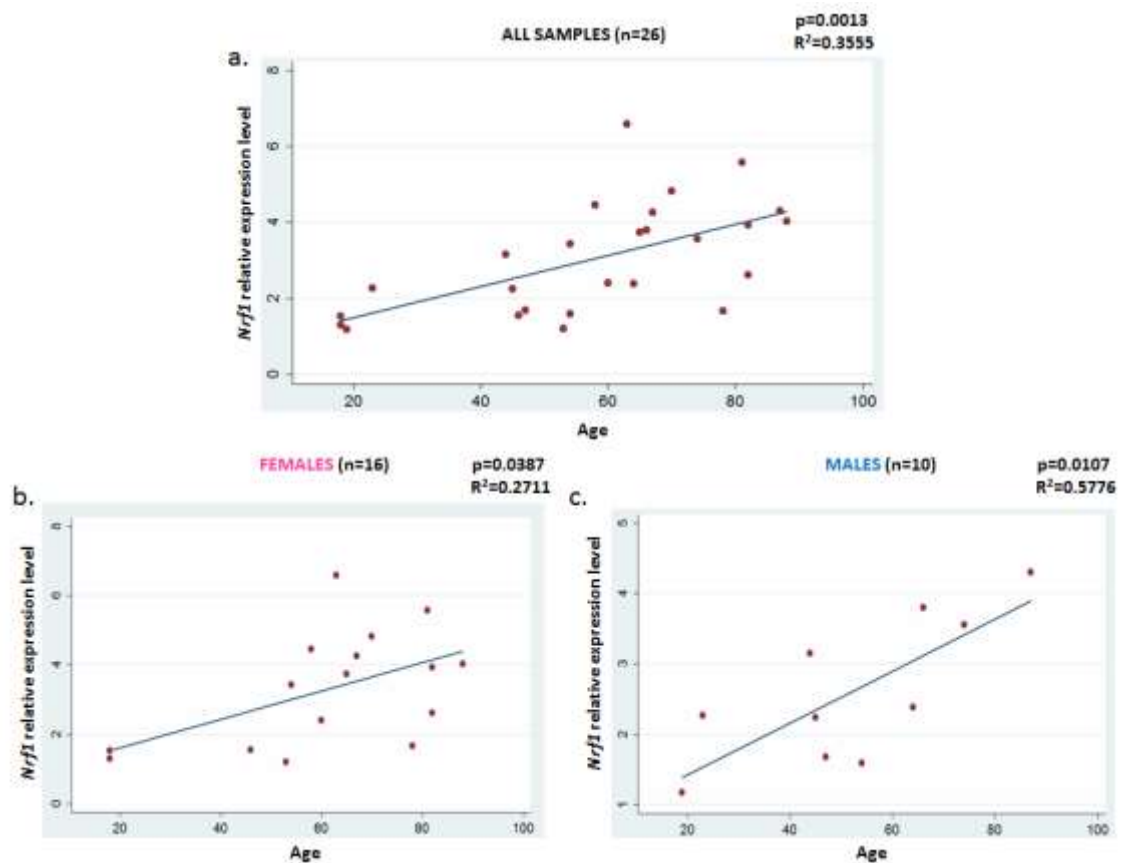 ALL SAMPLES (n=26)
p=0.0013
R²=0.3555
a.
Nrf1 relative expression level
8
6
4
2
0
20 40 60 80 100
Age
FEMALES (n=16)
p=0.0387
R²=0.2711
b.
Nrf1 relative expression level
8
6
4
2
0
20 40 60 80 100
Age
MALES (n=10)
p=0.0107
R²=0.5776
c.
Nrf1 relative expression level
5
4
3
2
1
20 40 60 80 100
Age